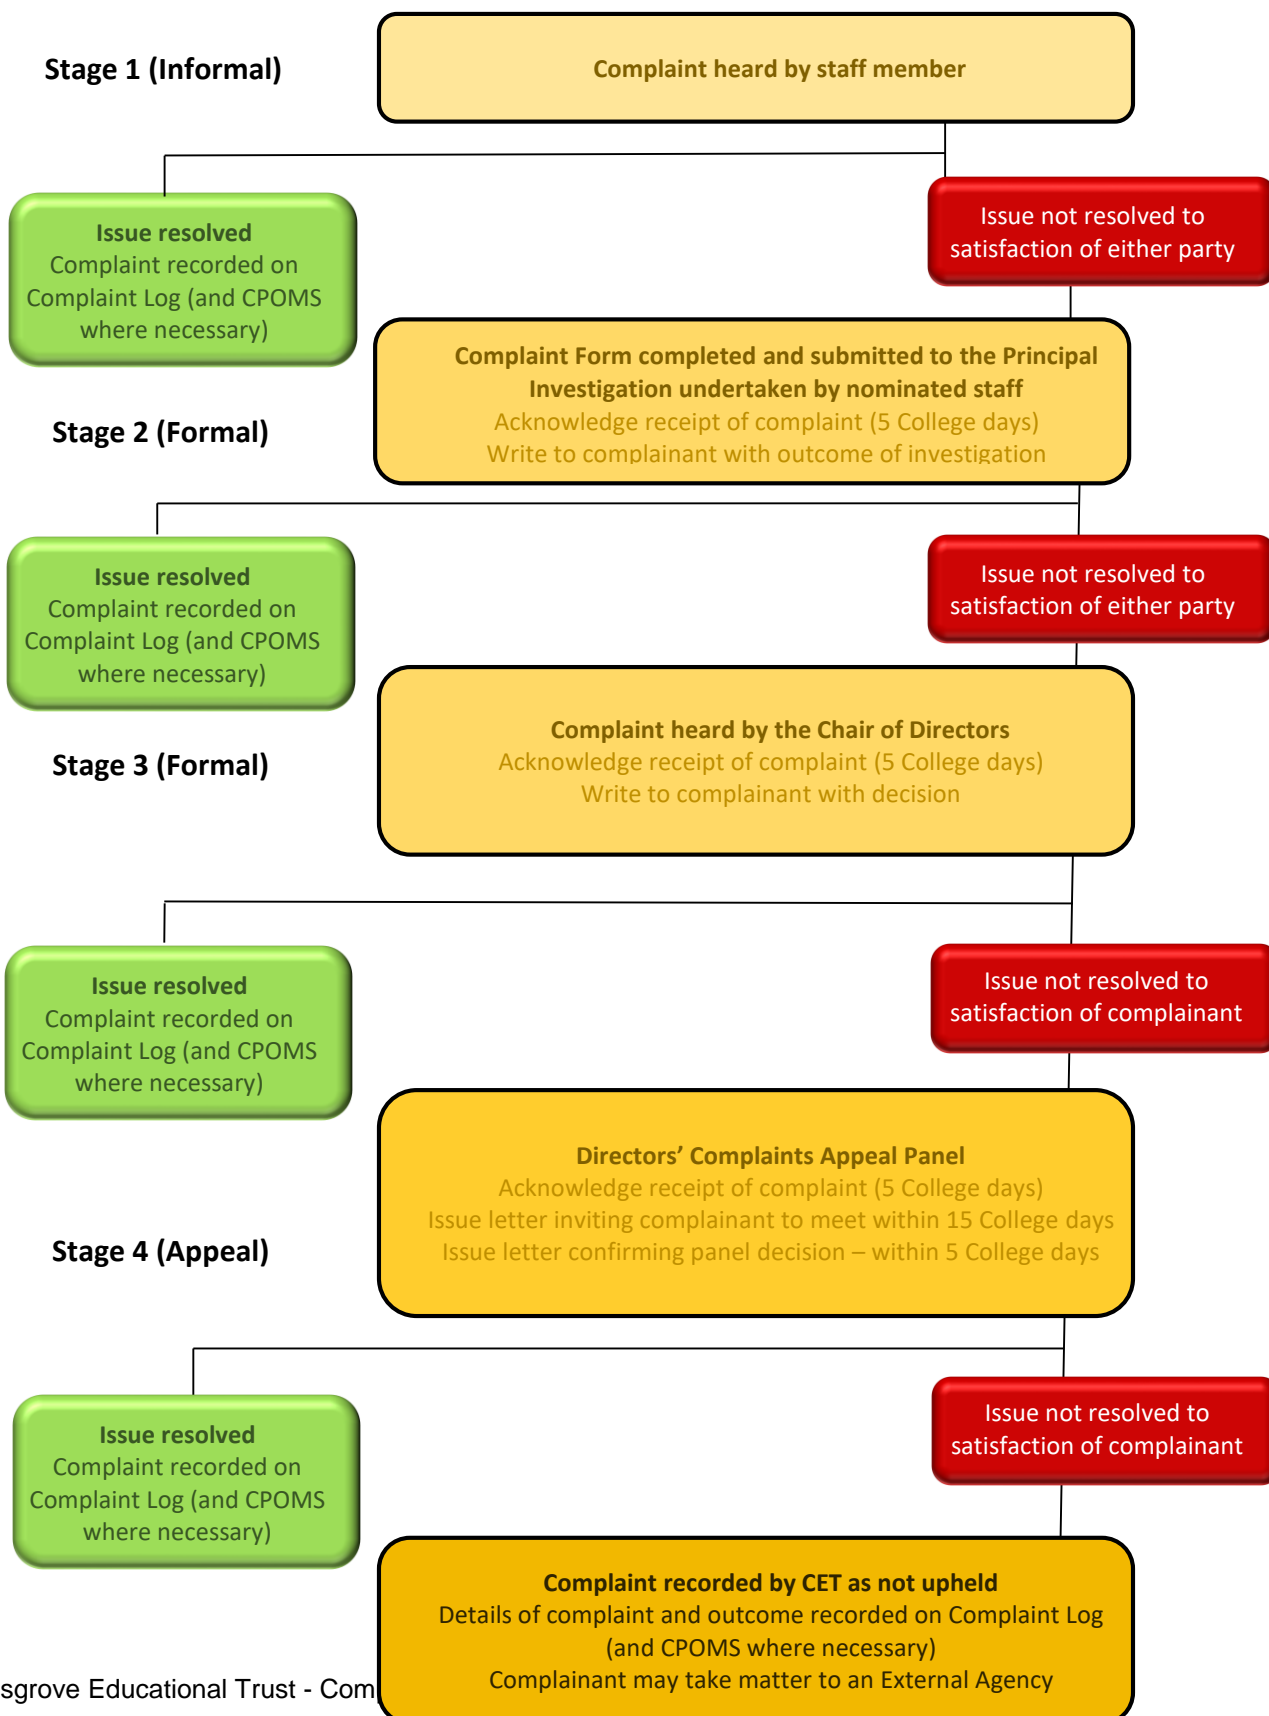 Stage 1 (Informal)
Complaint heard by staff member
Issue resolved
Complaint recorded on
Complaint Log (and CPOMS
where necessary)
Issue not resolved to
satisfaction of either party
Complaint Form completed and submitted to the Principal
Investigation undertaken by nominated staff
Acknowledge receipt of complaint (5 College days)
Write to complainant with outcome of investigation
Stage 2 (Formal)
Issue resolved
Complaint recorded on
Complaint Log (and CPOMS
where necessary)
Issue not resolved to
satisfaction of either party
Complaint heard by the Chair of Directors
Acknowledge receipt of complaint (5 College days)
Write to complainant with decision
Stage 3 (Formal)
Issue resolved
Complaint recorded on
Complaint Log (and CPOMS
where necessary)
Issue not resolved to
satisfaction of complainant
Directors’ Complaints Appeal Panel
Acknowledge receipt of complaint (5 College days)
Issue letter inviting complainant to meet within 15 College days
Issue letter confirming panel decision – within 5 College days
Stage 4 (Appeal)
Issue resolved
Complaint recorded on
Complaint Log (and CPOMS
where necessary)
Issue not resolved to
satisfaction of complainant
Complaint recorded by CET as not upheld
Details of complaint and outcome recorded on Complaint Log
(and CPOMS where necessary)
Complainant may take matter to an External Agency
sgrove Educational Trust - Com